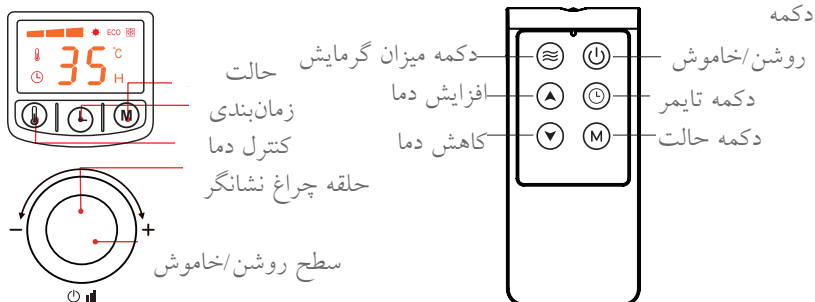 ECO
35 °C
H
M
حالت
زمان‌بندی
کنترل دما
حلقه چراغ نشانگر
سطح روشن/خاموش
- +
دکمه
روشن/خاموش
دکمه میزان گرمایش
دکمه تایمر
افزایش دما
M
دکمه حالت
کاهش دما